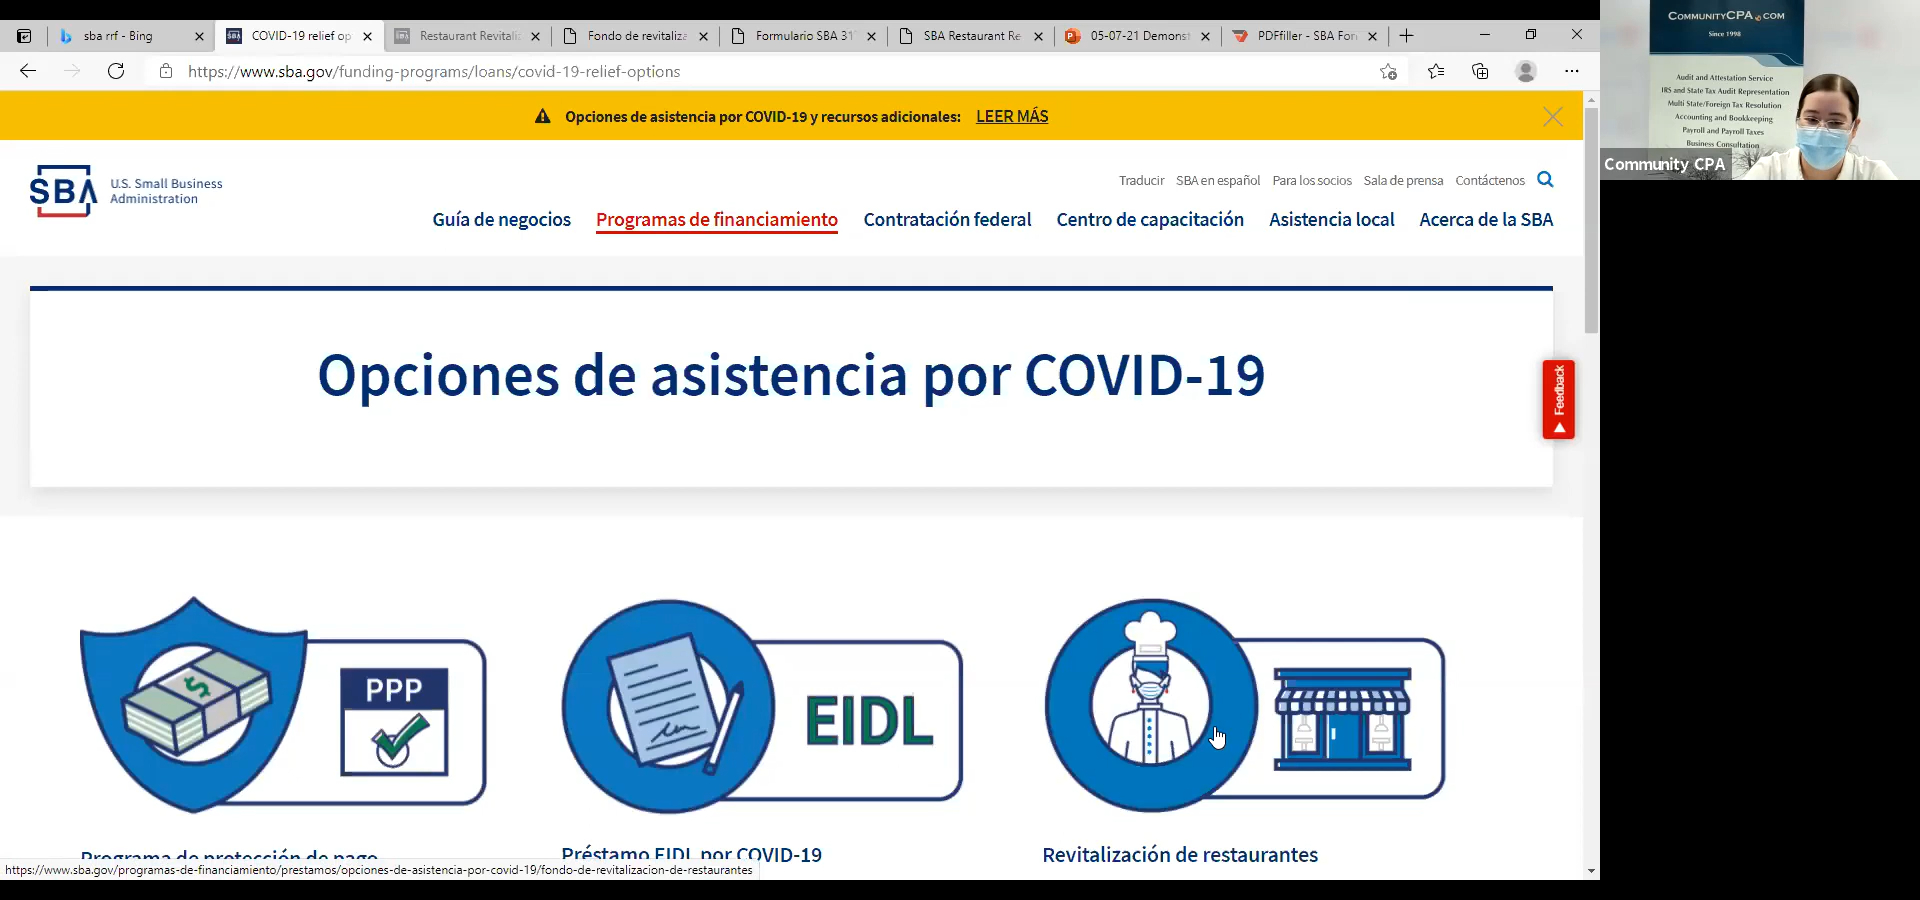 sba rrf - Bing
COVID-19 relief op
Restaurant Revitaliz
Fondo de revitaliza
Formulario SBA 31
SBA Restaurant Re
05-07-21 Demonst
PDFfiller - SBA For
https://www.sba.gov/funding-programs/loans/covid-19-relief-options
Opciones de asistencia por COVID-19 y recursos adicionales: LEER MÁS
SBA
U.S. Small Business
Administration
Traducir SBA en español Para los socios Sala de prensa Contáctenos
Guía de negocios Programas de financiamiento Contratación federal Centro de capacitación Asistencia local Acerca de la SBA
Opciones de asistencia por COVID-19
Feedback
$
PPP
EIDL
Programa de protección de pago
Préstamo EIDL por COVID-19
Revitalización de restaurantes
https://www.sba.gov/programas-de-financiamiento/prestamos/opciones-de-asistencia-por-covid-19/fondo-de-revitalizacion-de-restaurantes
COMMUNITYCPA.COM
Since 1998
Audit and Attestation Service
IRS and State Tax Audit Representation
Multi State/Foreign Tax Resolution
Accounting and Bookkeeping
Payroll and Payroll Taxes
Business Consultation
Community CPA